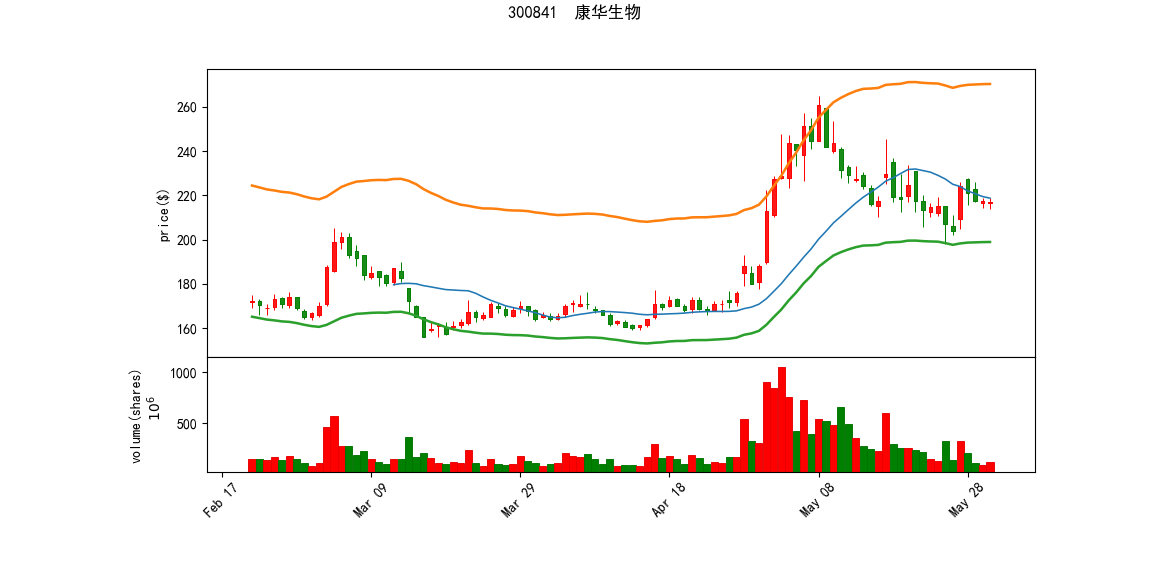 300841 康华生物
price($)
260
240
220
200
180
160
volume(shares)
10^6
1000
500
Feb 17
Mar 09
Mar 29
Apr 18
May 08
May 28